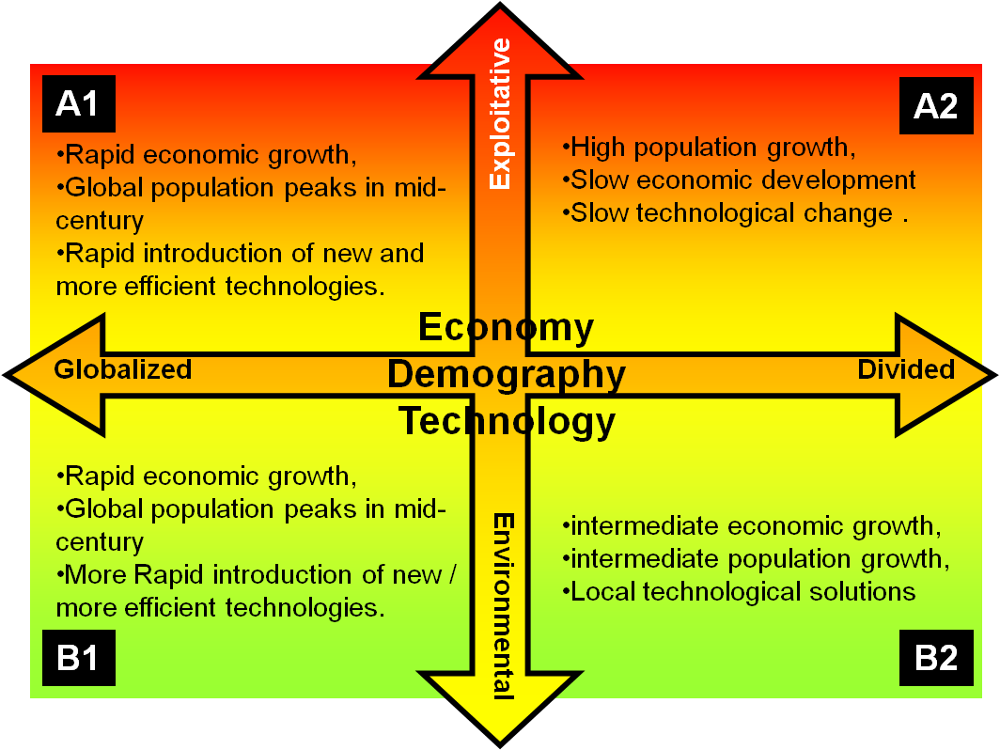 Exploitative
A1
•Rapid economic growth,
•Global population peaks in mid-
century
•Rapid introduction of new and
more efficient technologies.
A2
•High population growth,
•Slow economic development
•Slow technological change .
Economy
Globalized
Demography
Divided
Technology
•Rapid economic growth,
•Global population peaks in mid-
century
•More Rapid introduction of new /
more efficient technologies.
B1
Environmental
•intermediate economic growth,
•intermediate population growth,
•Local technological solutions
B2